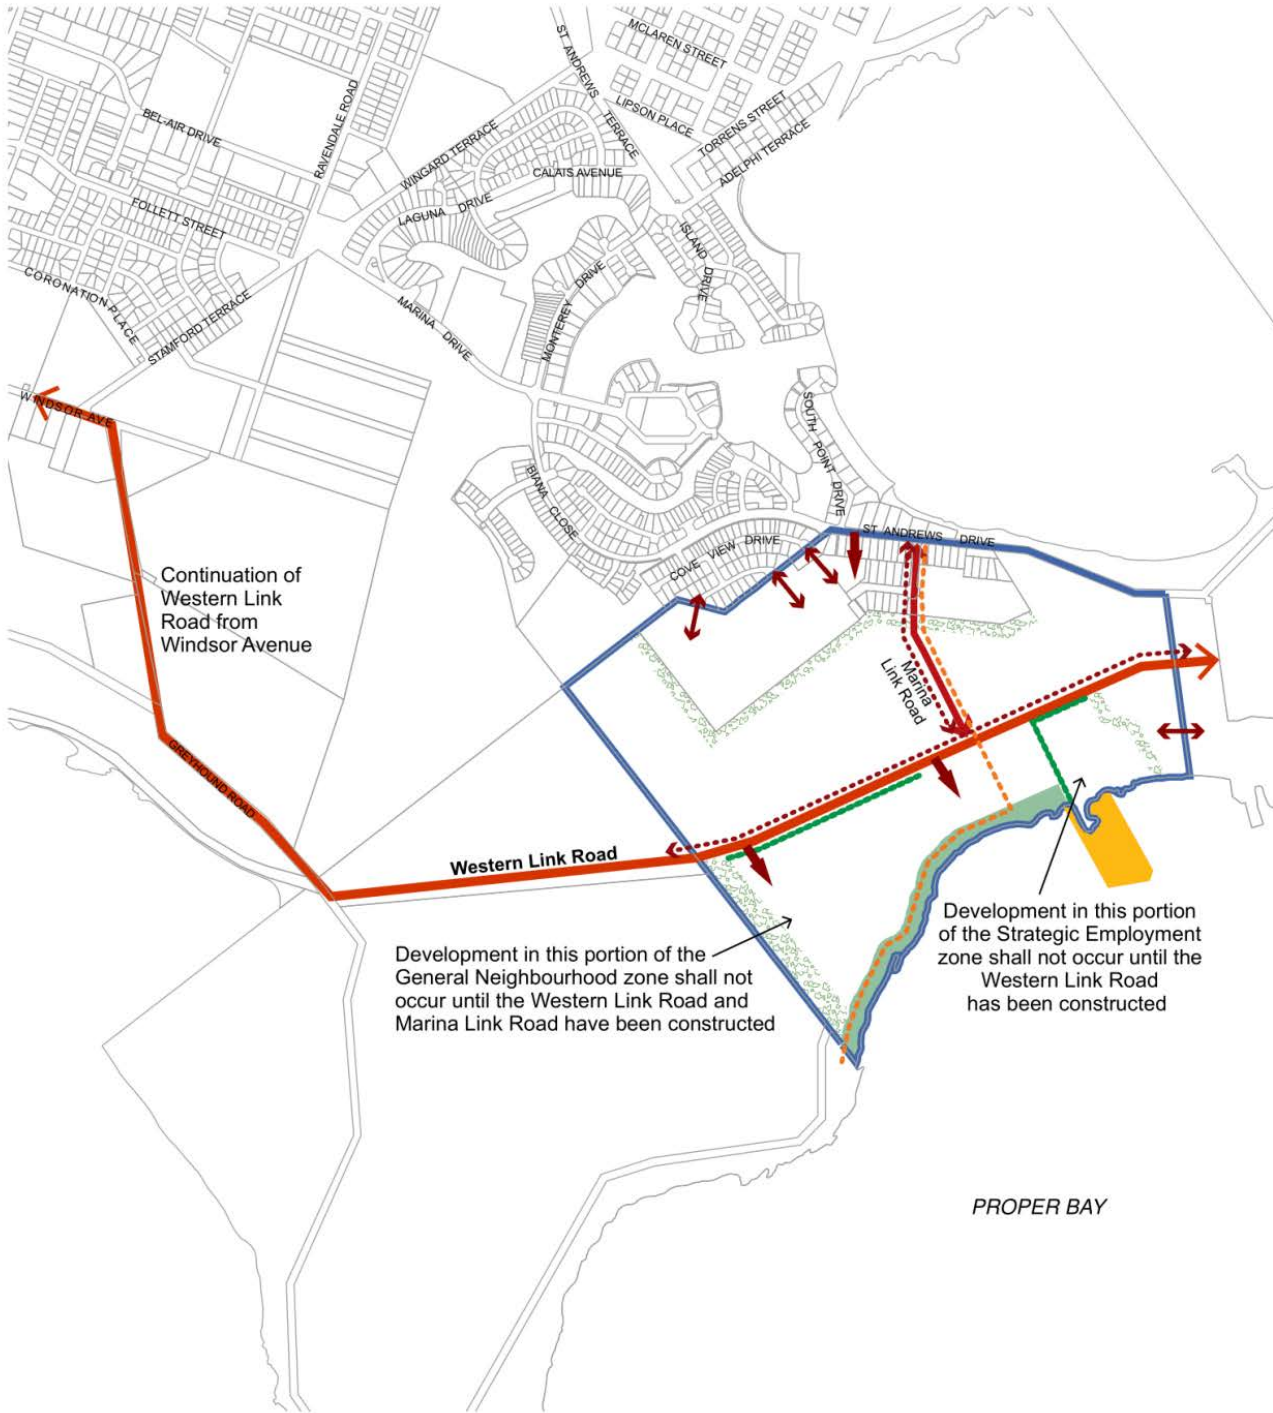 MCLAREN STREET
ST ANDREWS TERRACE
LIPSON PLACE
TORRENS STREET
ADELPHI TERRACE
BEL-AIR DRIVE
RAVENDALE ROAD
WINGARD TERRACE
CALAIS AVENUE
LAGUNA DRIVE
FOLLETT STREET
ISLAND DRIVE
CORONATION PLACE
STAMFORD TERRACE
MARINA DRIVE
MONTEREY DRIVE
WINDSOR AVE
SOUTH POINT DRIVE
BIANA CLOSE
ST ANDREWS DRIVE
COVE VIEW DRIVE
Continuation of
Western Link
Road from
Windsor Avenue
Marina
Link Road
GREYHOUND ROAD
Western Link Road
Development in this portion of the
General Neighbourhood zone shall not
occur until the Western Link Road and
Marina Link Road have been constructed
Development in this portion
of the Strategic Employment
zone shall not occur until the
Western Link Road
has been constructed
PROPER BAY